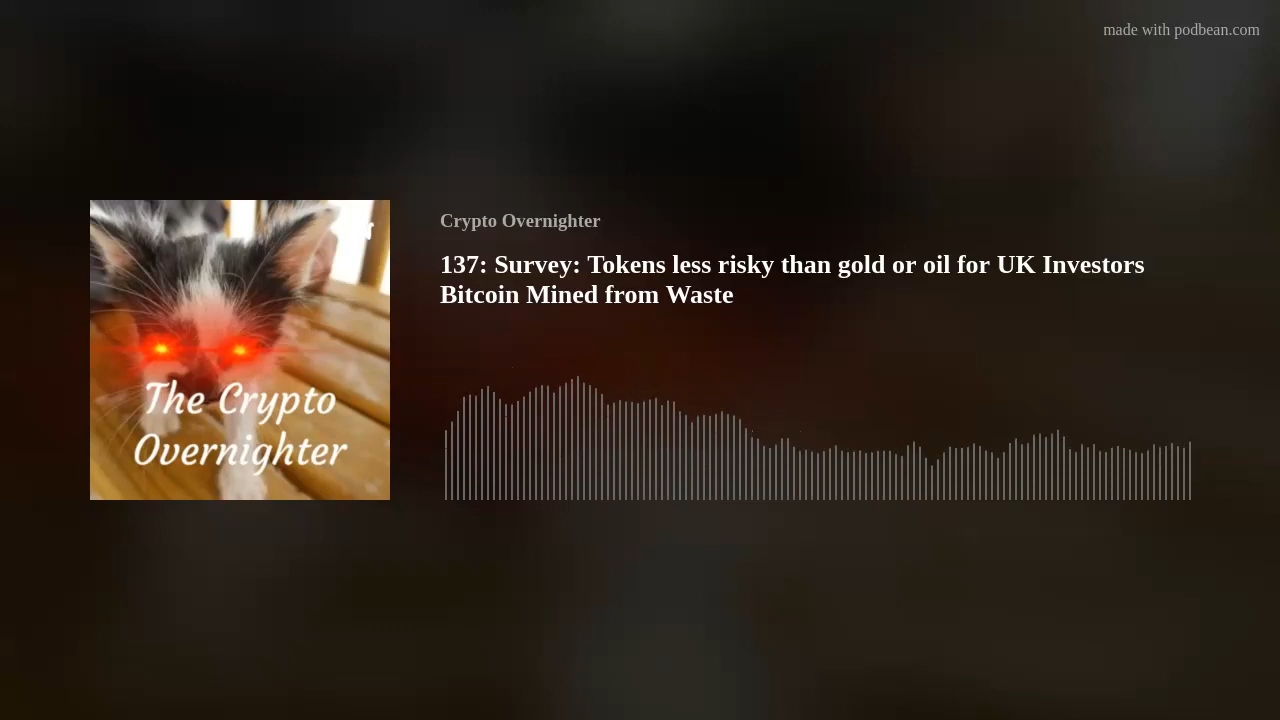 made with podbean.com
Crypto Overnighter
137: Survey: Tokens less risky than gold or oil for UK Investors
Bitcoin Mined from Waste
The Crypto
Overnighter